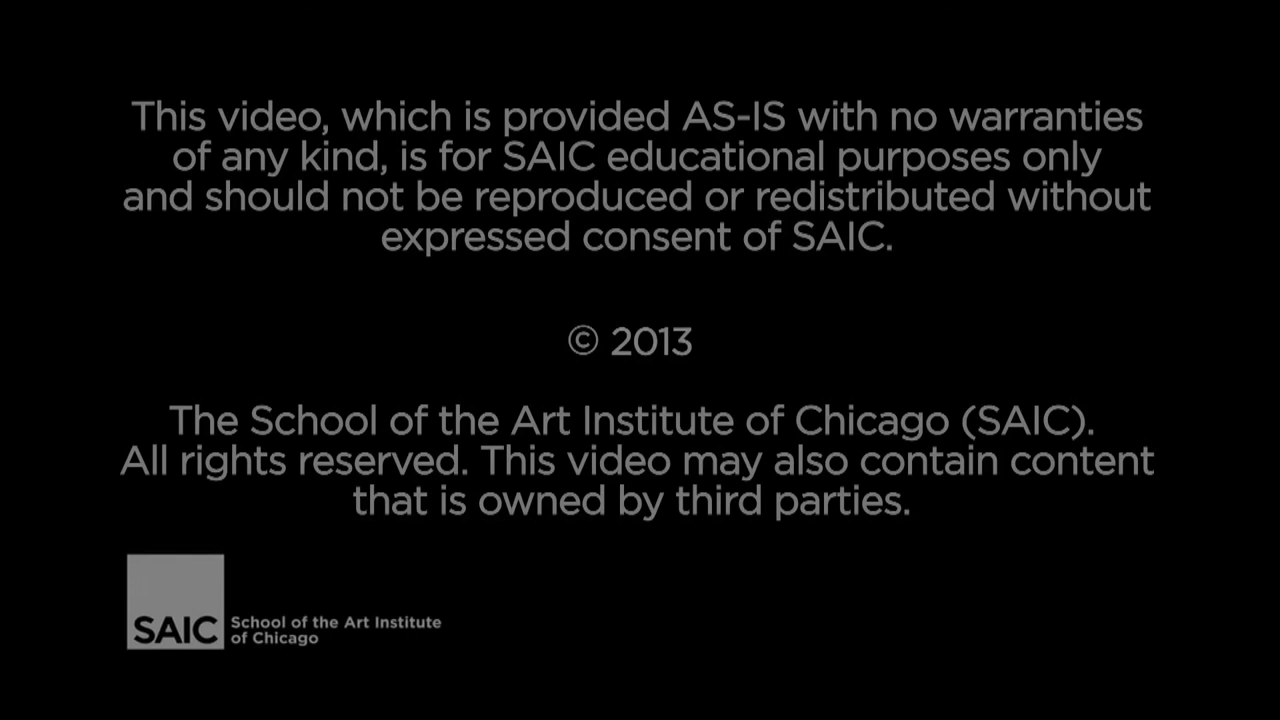 This video, which is provided AS-IS with no warranties
of any kind, is for SAIC educational purposes only
and should not be reproduced or redistributed without
expressed consent of SAIC.
© 2013
The School of the Art Institute of Chicago (SAIC).
All rights reserved. This video may also contain content
that is owned by third parties.
SAIC
School of the Art Institute
of Chicago